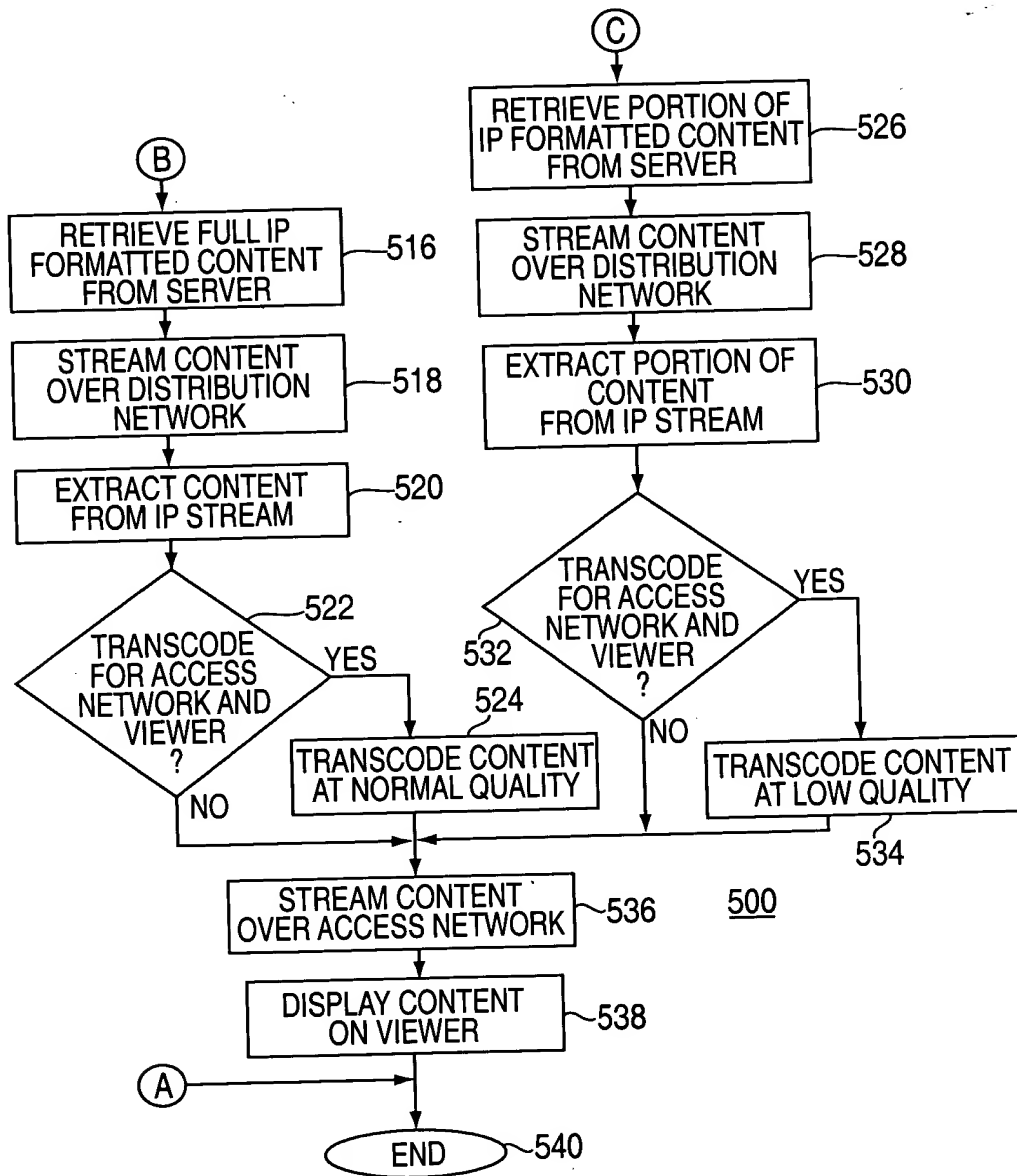 B
RETRIEVE FULL IP
FORMATTED CONTENT
FROM SERVER
516
STREAM CONTENT
OVER DISTRIBUTION
NETWORK
518
EXTRACT CONTENT
FROM IP STREAM
520
TRANSCODE
FOR ACCESS
NETWORK AND
VIEWER
?
522
YES
NO
524
TRANSCODE CONTENT
AT NORMAL QUALITY
C
RETRIEVE PORTION OF
IP FORMATTED CONTENT
FROM SERVER
526
STREAM CONTENT
OVER DISTRIBUTION
NETWORK
528
EXTRACT PORTION OF
CONTENT
FROM IP STREAM
530
TRANSCODE
FOR ACCESS
NETWORK AND
VIEWER
?
532
YES
NO
TRANSCODE CONTENT
AT LOW QUALITY
534
STREAM CONTENT
OVER ACCESS NETWORK
536
500
DISPLAY CONTENT
ON VIEWER
538
A
END
540